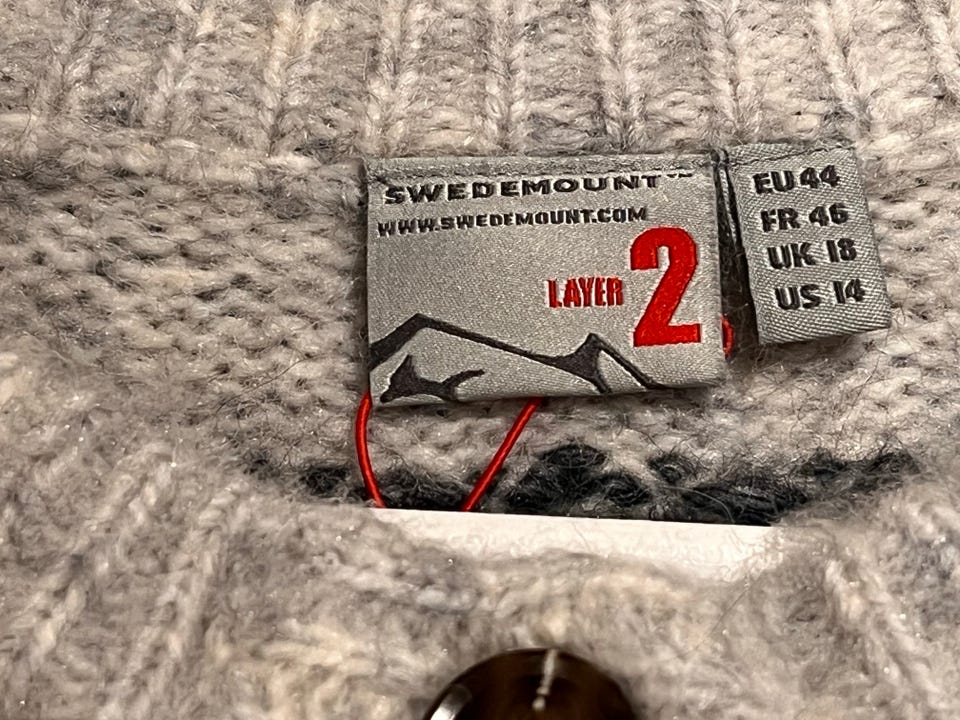 SWEDEMOUNT™
WWW.SWEDEMOUNT.COM
LAYER 2
EU 44
FR 46
UK 18
US 14